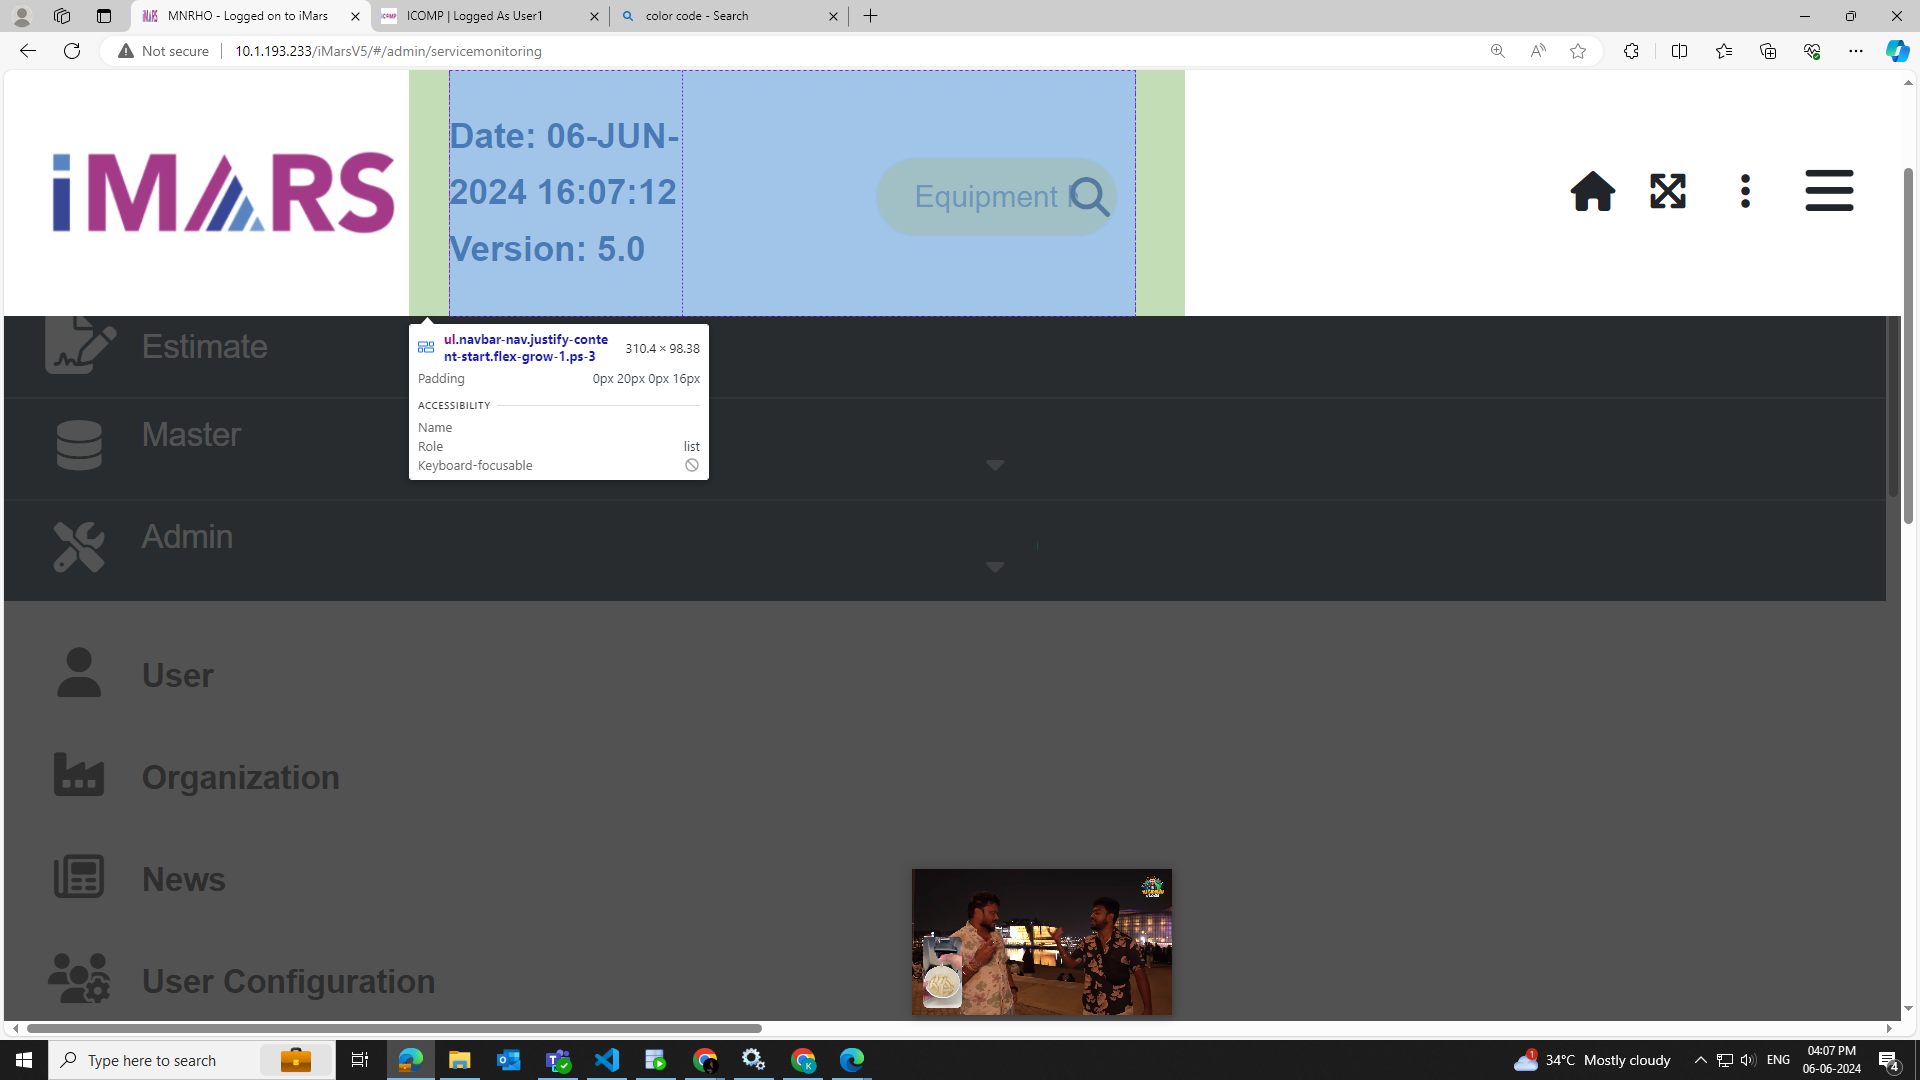 MNRHO - Logged on to iMars
ICOMP | Logged As User1
color code - Search
Not secure
10.1.193.233/iMarsV5/#/admin/servicemonitoring
iMARS
Date: 06-JUN-
2024 16:07:12
Version: 5.0
Equipment
Estimate
ul.navbar-nav.justify-conte
nt-start.flex-grow-1.ps-3
310.4 × 98.38
Padding
0px 20px 0px 16px
ACCESSIBILITY
Name
Role
list
Keyboard-focusable
Master
Admin
User
Organization
News
User Configuration
Type here to search
1
34°C Mostly cloudy
ENG
04:07 PM
06-06-2024
4